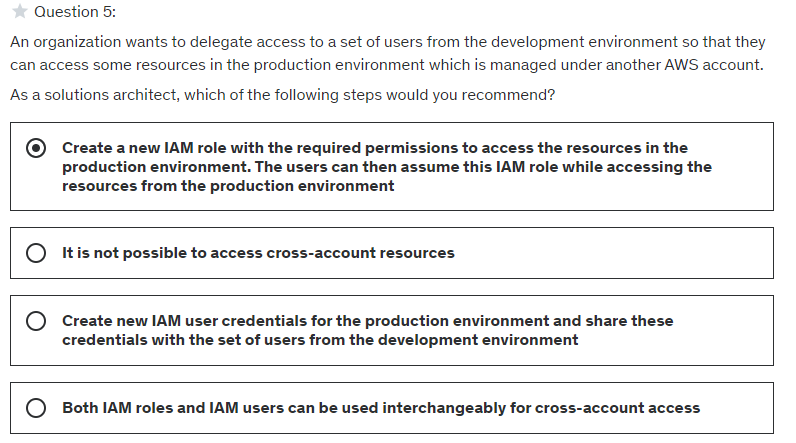 Question 5:
An organization wants to delegate access to a set of users from the development environment so that they
can access some resources in the production environment which is managed under another AWS account.
As a solutions architect, which of the following steps would you recommend?
Create a new IAM role with the required permissions to access the resources in the
production environment. The users can then assume this IAM role while accessing the
resources from the production environment
It is not possible to access cross-account resources
Create new IAM user credentials for the production environment and share these
credentials with the set of users from the development environment
Both IAM roles and IAM users can be used interchangeably for cross-account access